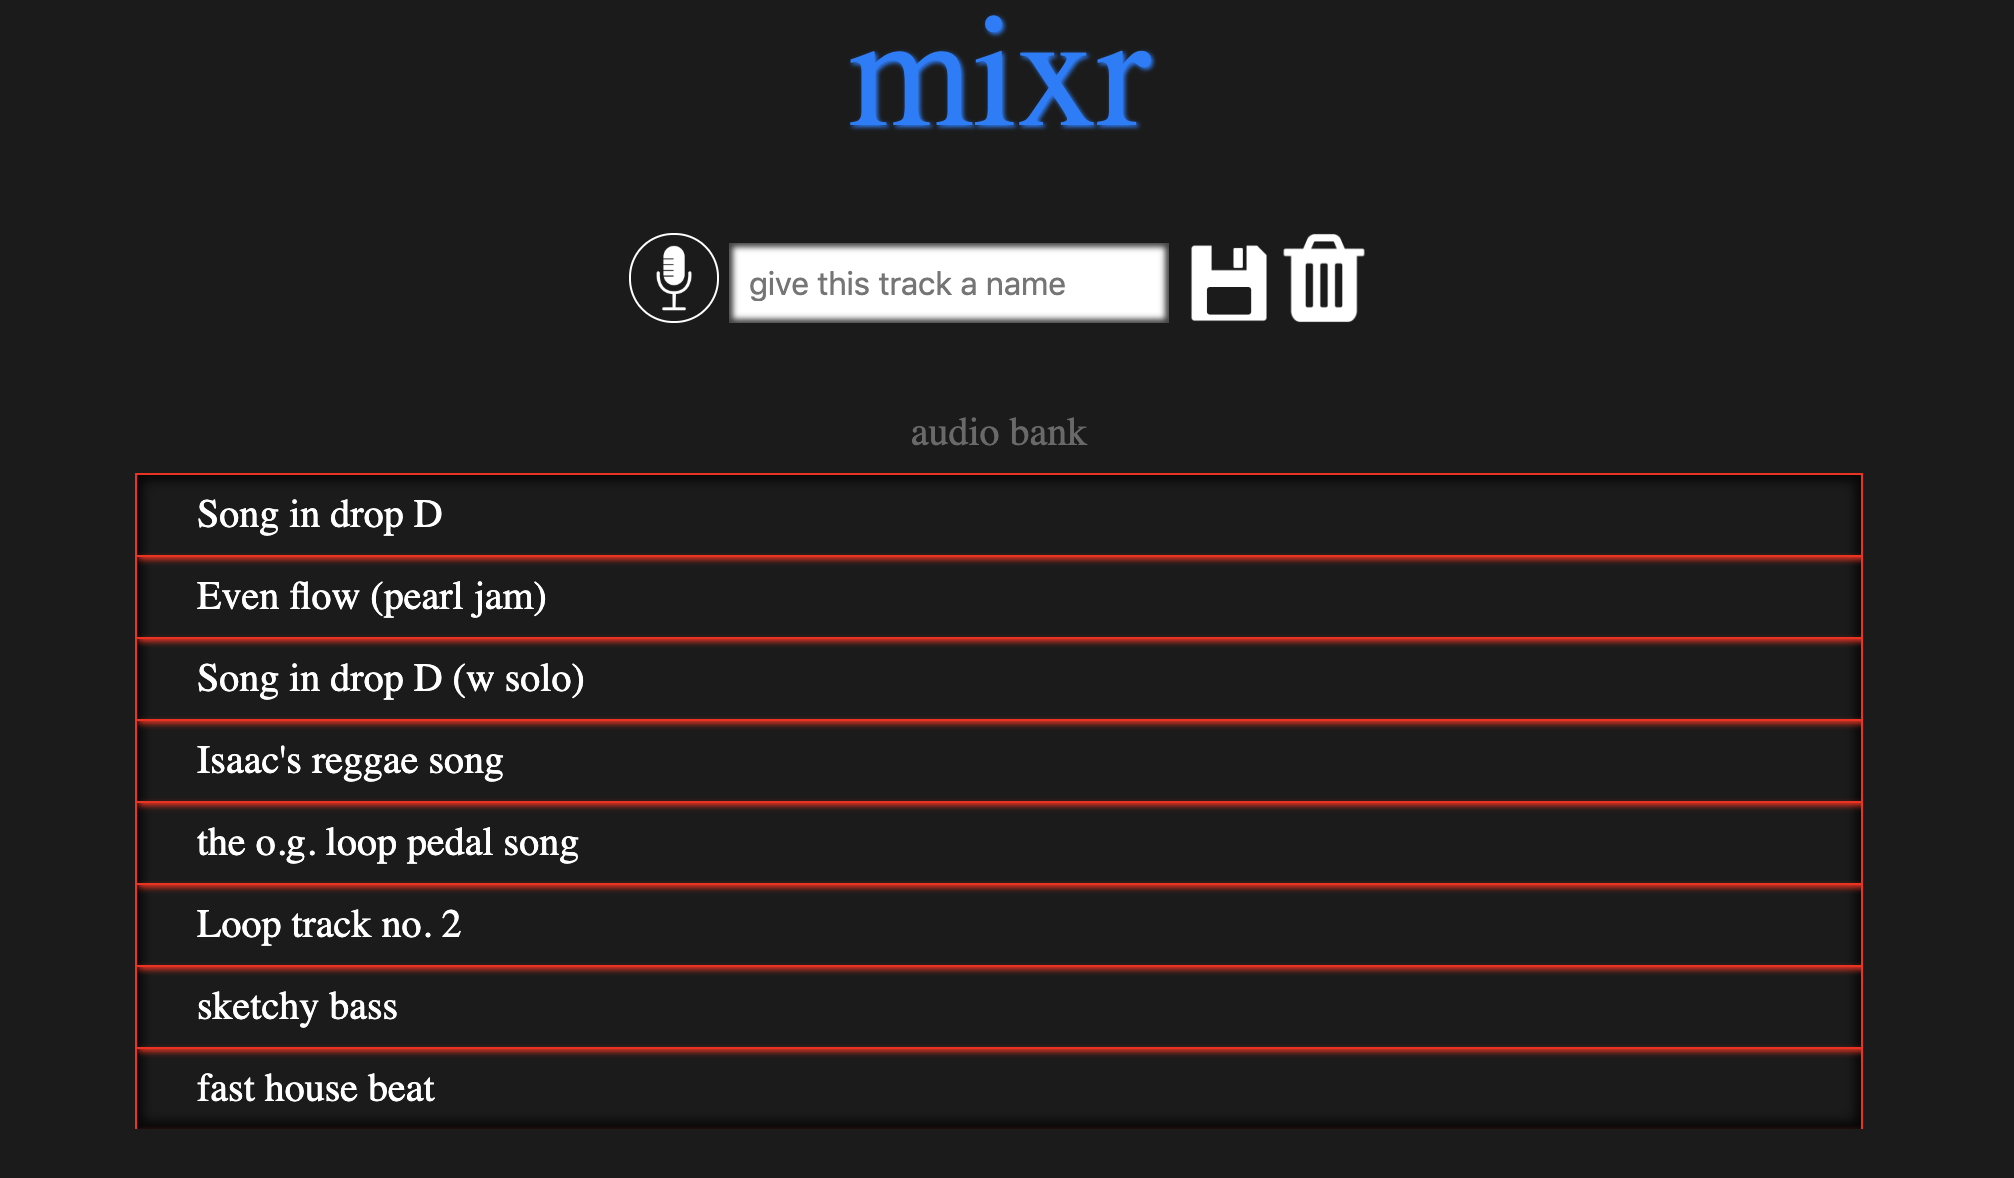 mixr
give this track a name
audio bank
Song in drop D
Even flow (pearl jam)
Song in drop D (w solo)
Isaac's reggae song
the o.g. loop pedal song
Loop track no. 2
sketchy bass
fast house beat